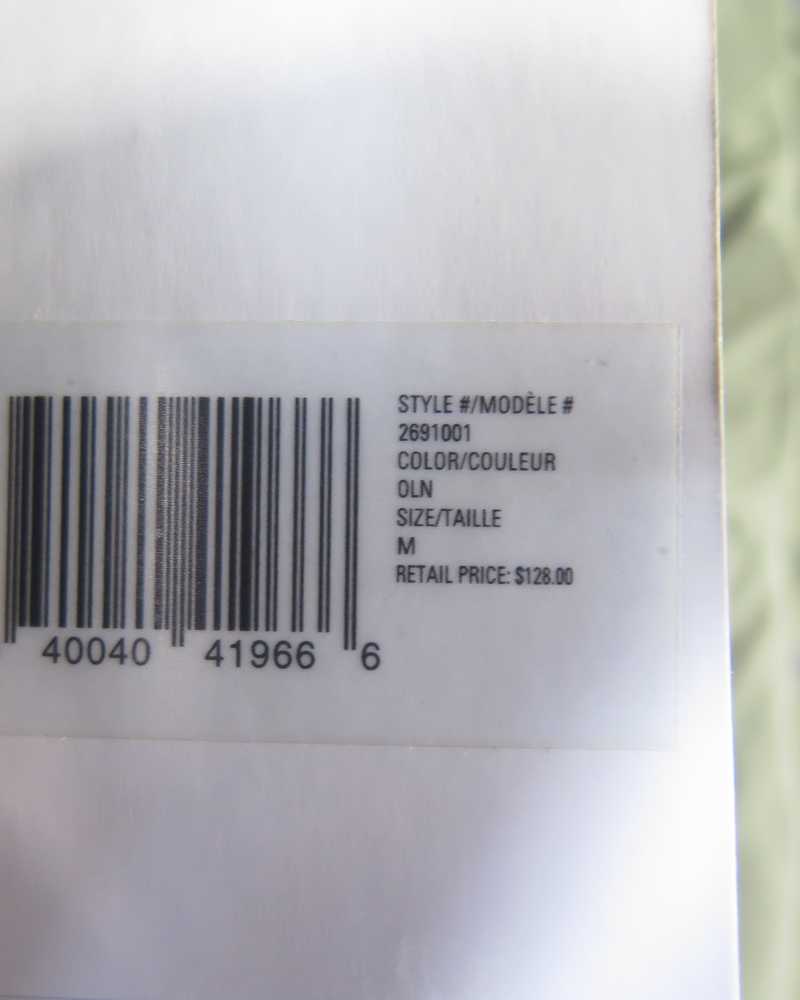 STYLE #/MODÈLE #
2691001
COLOR/COULEUR
OLN
SIZE/TAILLE
M
RETAIL PRICE: $128.00
40040 41966 6